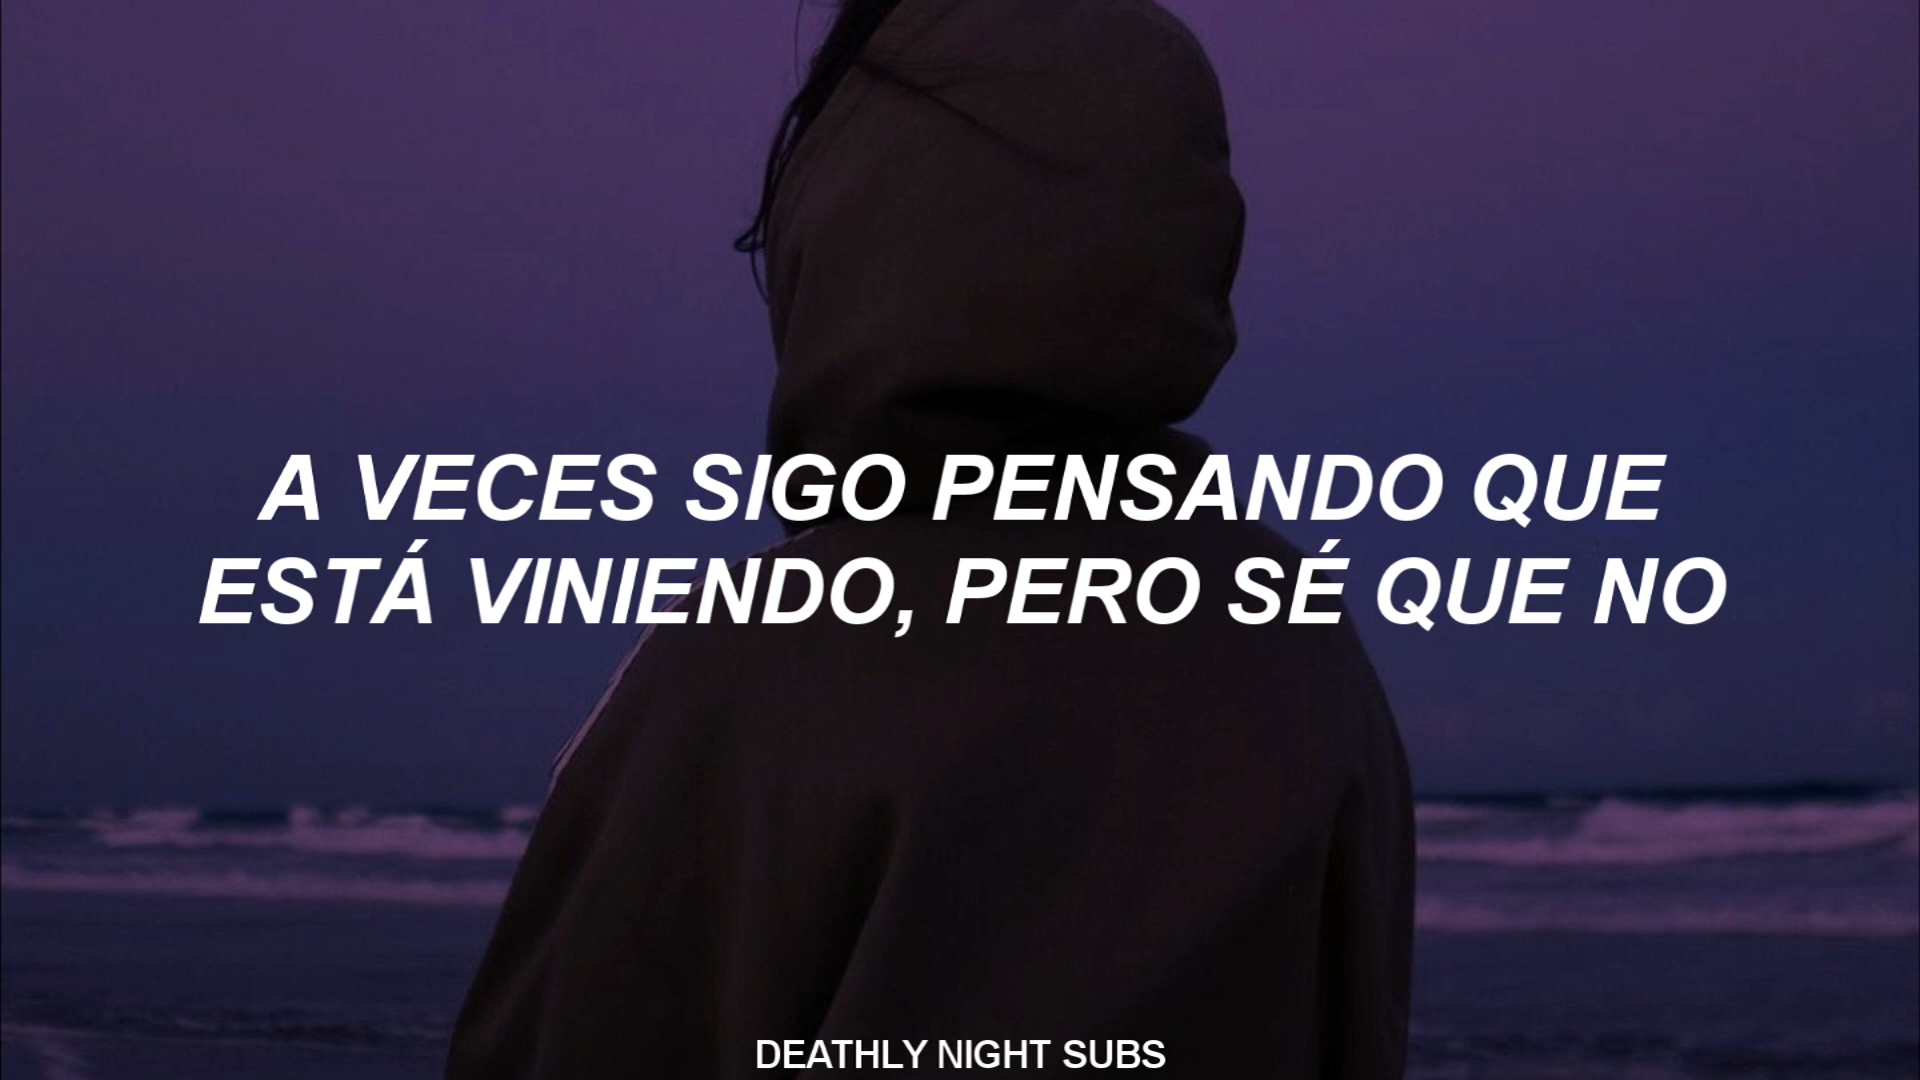 A VECES SIGO PENSANDO QUE
ESTÁ VINIENDO, PERO SÉ QUE NO
DEATHLY NIGHT SUBS